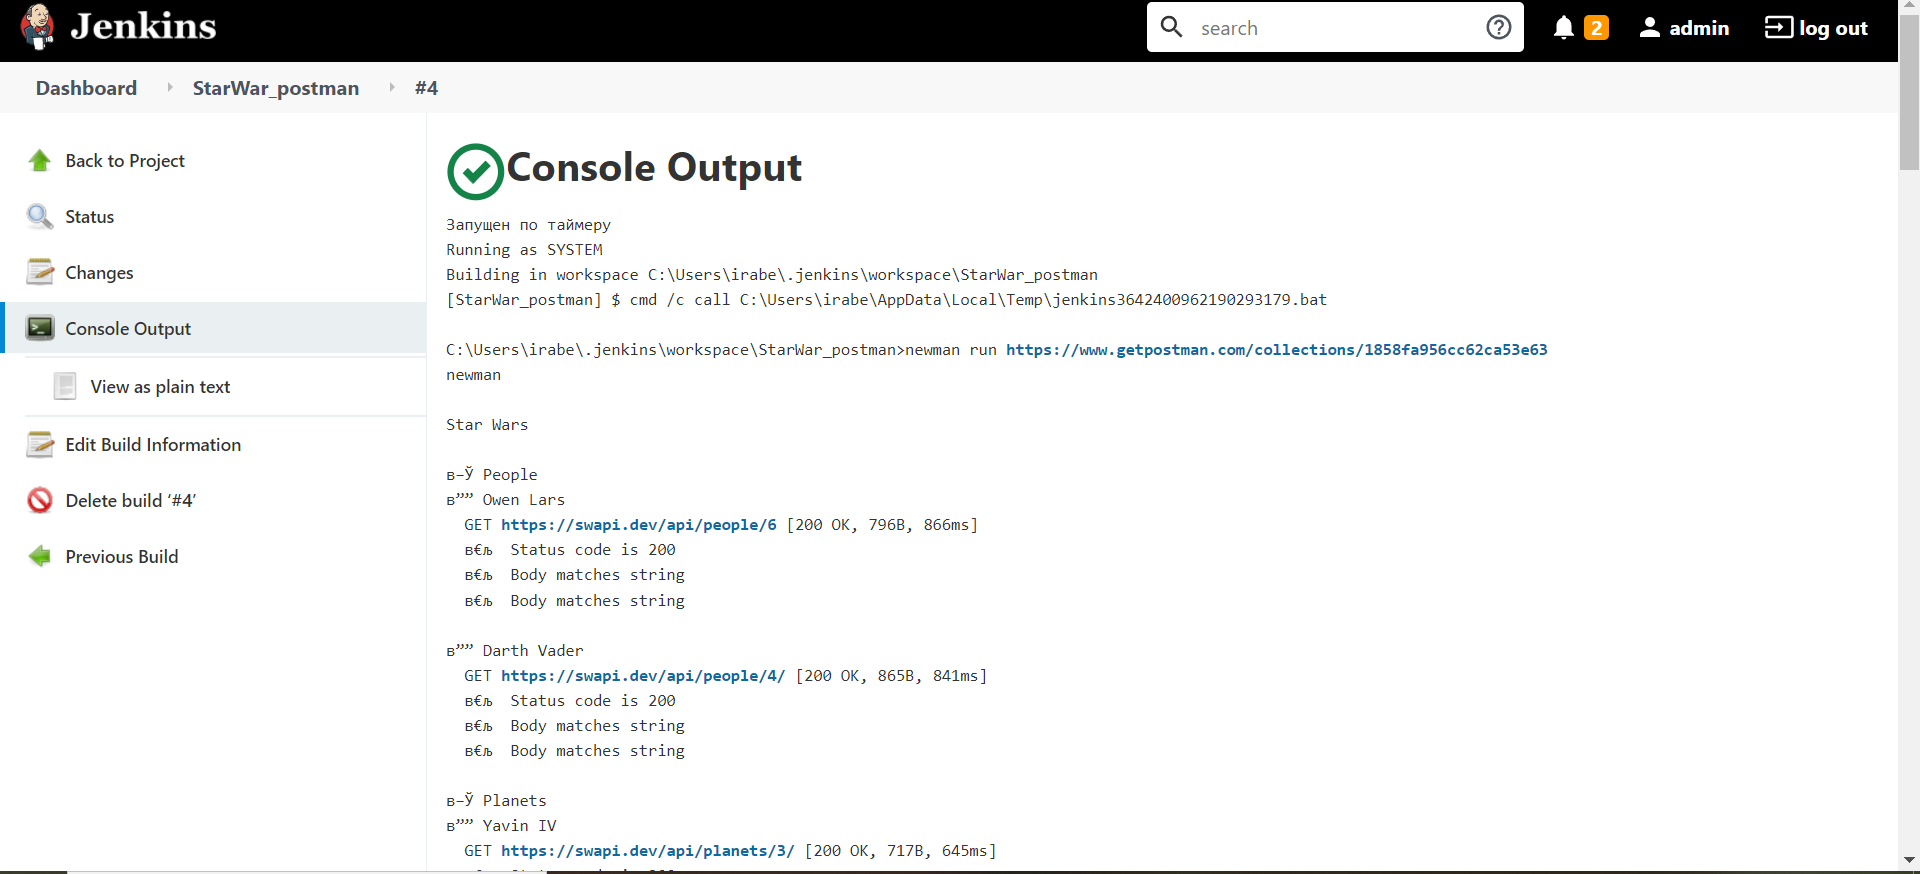 Jenkins
search
2
admin
log out
Dashboard
StarWar_postman
#4
Back to Project
Status
Changes
Console Output
View as plain text
Edit Build Information
Delete build ‘#4’
Previous Build
Console Output
Запущен по таймеру
Running as SYSTEM
Building in workspace C:\Users\irabe\.jenkins\workspace\StarWar_postman
[StarWar_postman] $ cmd /c call C:\Users\irabe\AppData\Local\Temp\jenkins3642400962190293179.bat
C:\Users\irabe\.jenkins\workspace\StarWar_postman>newman run https://www.getpostman.com/collections/1858fa956cc62ca53e63
newman
Star Wars
в–Ў People
в”” Owen Lars
GET https://swapi.dev/api/people/6 [200 OK, 796B, 866ms]
в€љ Status code is 200
в€љ Body matches string
в€љ Body matches string
в”” Darth Vader
GET https://swapi.dev/api/people/4/ [200 OK, 865B, 841ms]
в€љ Status code is 200
в€љ Body matches string
в€љ Body matches string
в–Ў Planets
в”” Yavin IV
GET https://swapi.dev/api/planets/3/ [200 OK, 717B, 645ms]